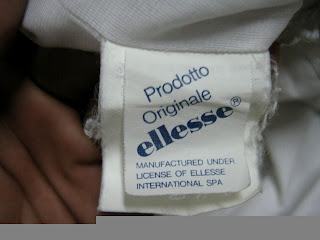 Prodotto
Originale
ellesse®
MANUFACTURED UNDER
LICENSE OF ELLESSE
INTERNATIONAL SPA